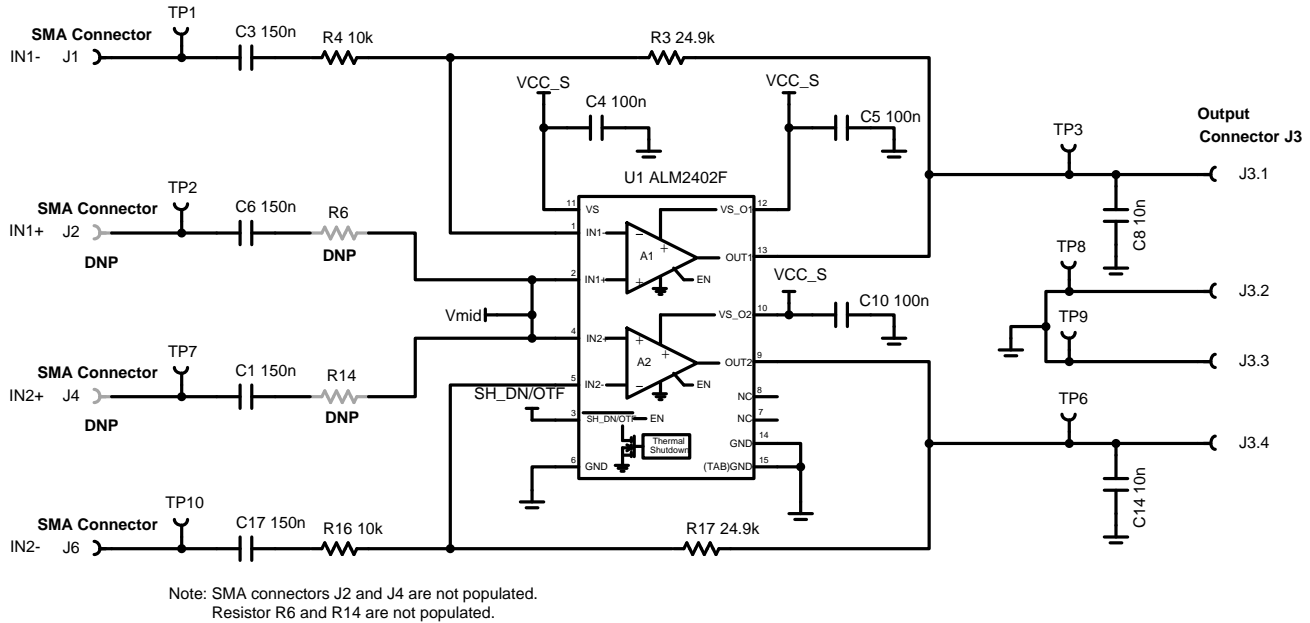 TP1
SMA Connector
C3 150n
R4 10k
R3 24.9k
IN1- J1
VCC_S
C4 100n
VCC_S
C5 100n
Output
Connector J3
TP3
J3.1
U1 ALM2402F
TP2
SMA Connector
C6 150n
R6
IN1+ J2
DNP
DNP
11 VS
VS_O1 12
1 IN1-
A1
OUT1 13
2 IN1+
EN
C8 10n
TP8
J3.2
VCC_S
Vmid
VS_O2 10
C10 100n
TP9
J3.3
4 IN2+
A2
OUT2 9
TP7
SMA Connector
C1 150n
R14
IN2+ J4
DNP
DNP
5 IN2-
EN
SH_DN/OTF
NC 8
3 SH_DN/OTF EN
NC 7
TP6
J3.4
Thermal
Shutdown
GND 14
6 GND
(TAB)GND 15
C14 10n
TP10
SMA Connector
C17 150n
R16 10k
R17 24.9k
IN2- J6
Note: SMA connectors J2 and J4 are not populated.
Resistor R6 and R14 are not populated.